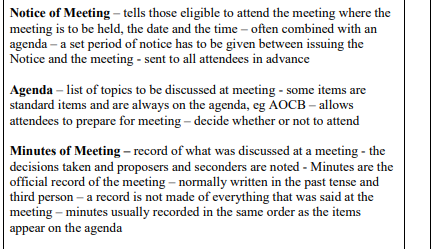 Notice of Meeting – tells those eligible to attend the meeting where the
meeting is to be held, the date and the time – often combined with an
agenda – a set period of notice has to be given between issuing the
Notice and the meeting - sent to all attendees in advance
Agenda – list of topics to be discussed at meeting - some items are
standard items and are always on the agenda, eg AOCB – allows
attendees to prepare for meeting – decide whether or not to attend
Minutes of Meeting – record of what was discussed at a meeting - the
decisions taken and proposers and seconders are noted - Minutes are the
official record of the meeting – normally written in the past tense and
third person – a record is not made of everything that was said at the
meeting – minutes usually recorded in the same order as the items
appear on the agenda